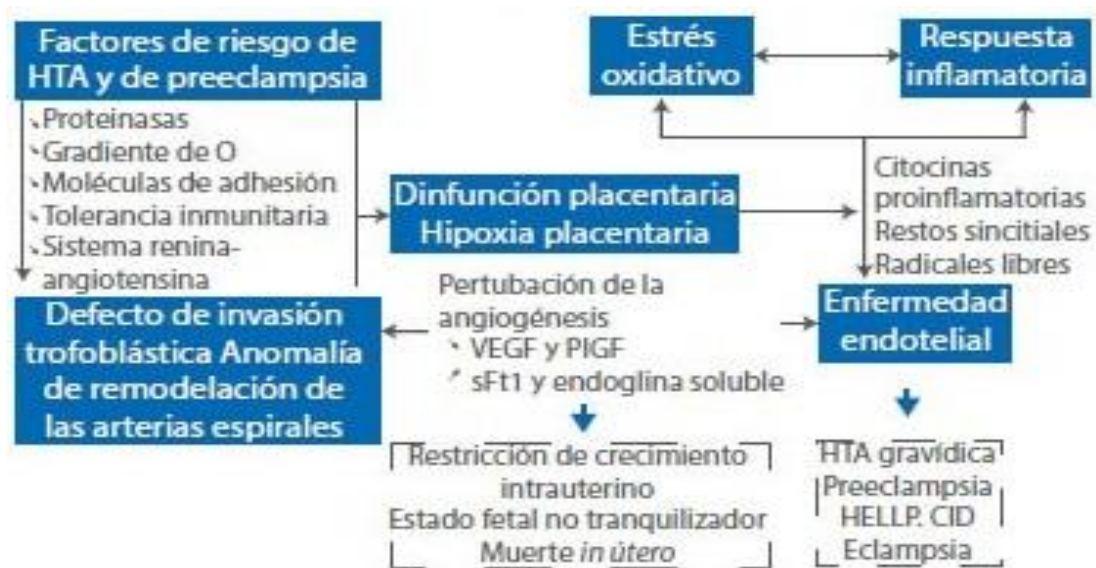 Factores de riesgo de
HTA y de preeclampsia
Proteinasas
Gradiente de O
Moléculas de adhesión
Tolerancia inmunitaria
Sistema renina-
angiotensina
Defecto de invasión
trofoblástica Anomalía
de remodelación de
las arterias espirales
Dinfunción placentaria
Hipoxia placentaria
Pertubación de la
angiogénesis
VEGF y PIGF
sFt1 y endoglina soluble
Restricción de crecimiento
intrauterino
Estado fetal no tranquilizador
Muerte in útero
Estrés
oxidativo
Respuesta
inflamatoria
Citocinas
proinflamatorias
Restos sincitiales
Radicales libres
Enfermedad
endotelial
HTA gravídica
Preeclampsia
HELLP. CID
Eclampsia